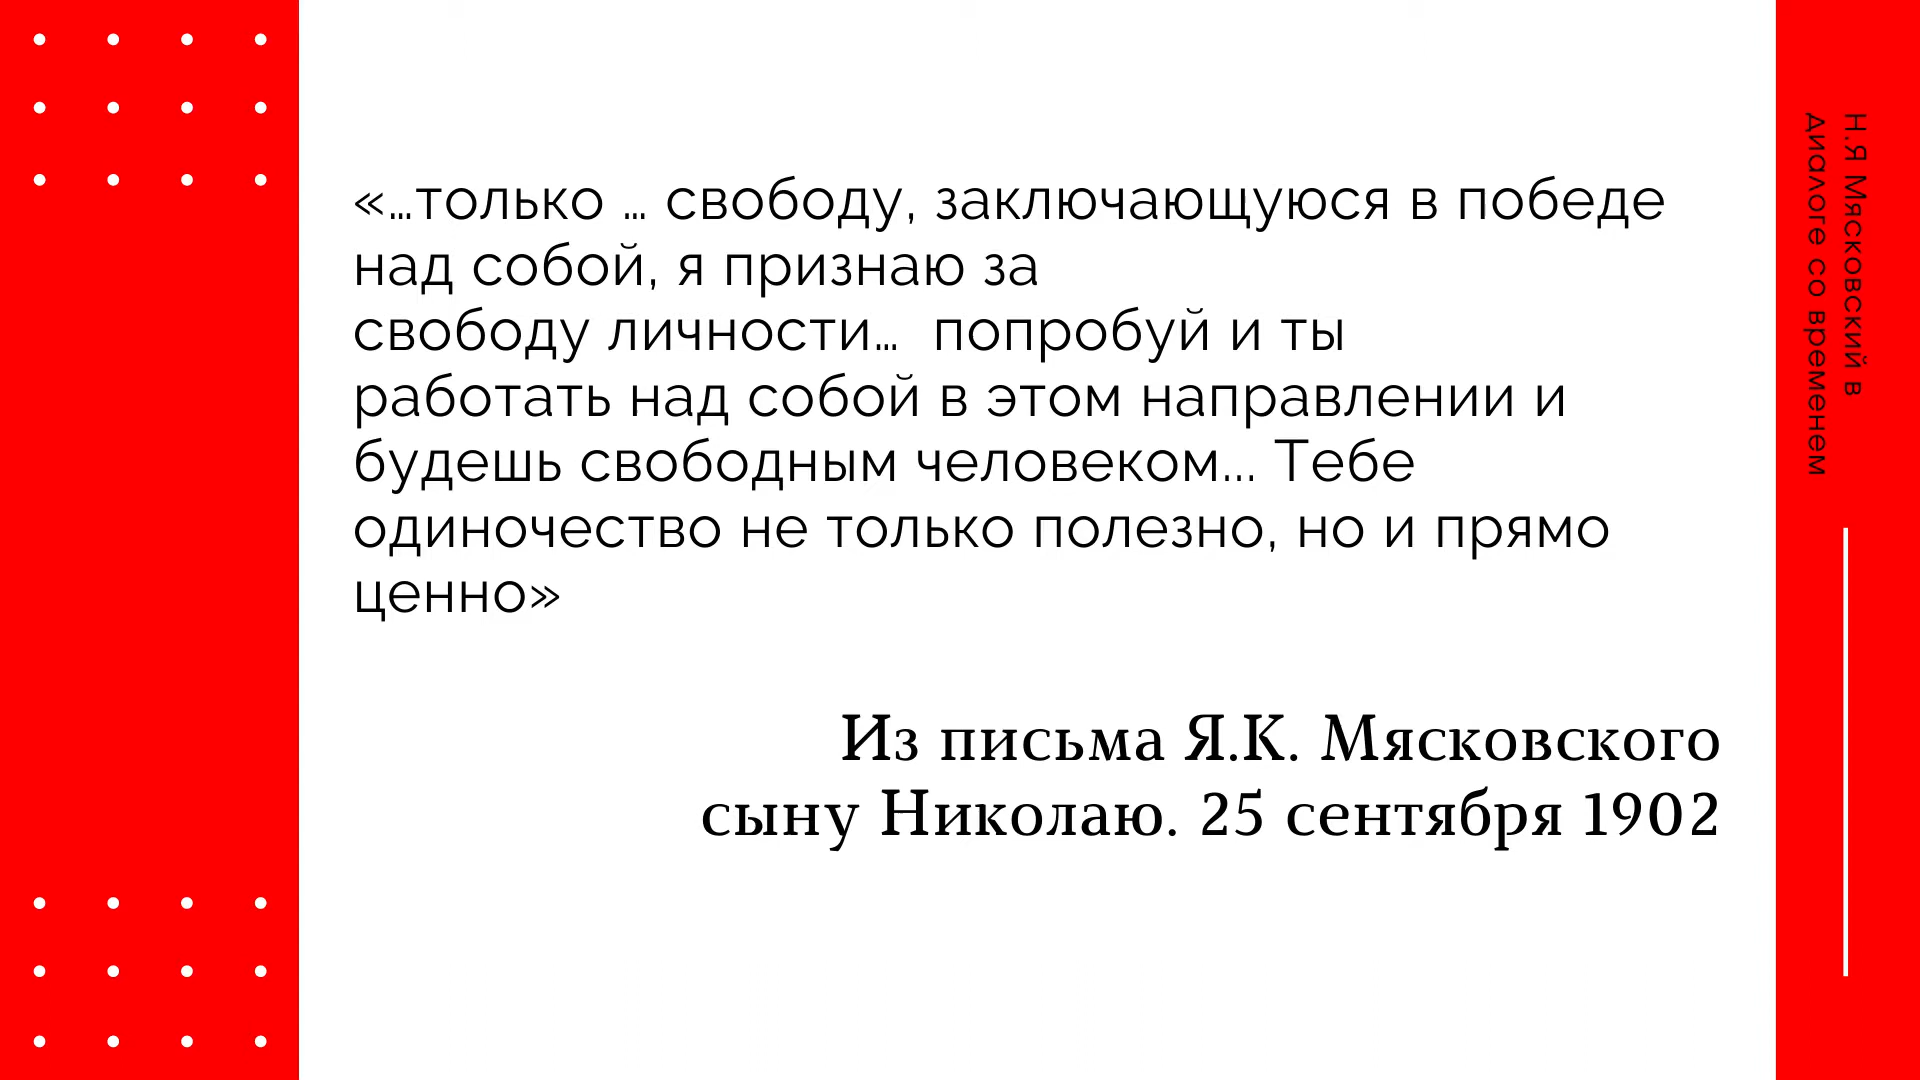 «…только … свободу, заключающуюся в победе
над собой, я признаю за
свободу личности…  попробуй и ты
работать над собой в этом направлении и
будешь свободным человеком... Тебе
одиночество не только полезно, но и прямо
ценно»
Из письма Я.К. Мясковского
сыну Николаю. 25 сентября 1902
Н.Я Мясковский в
диалоге со временем